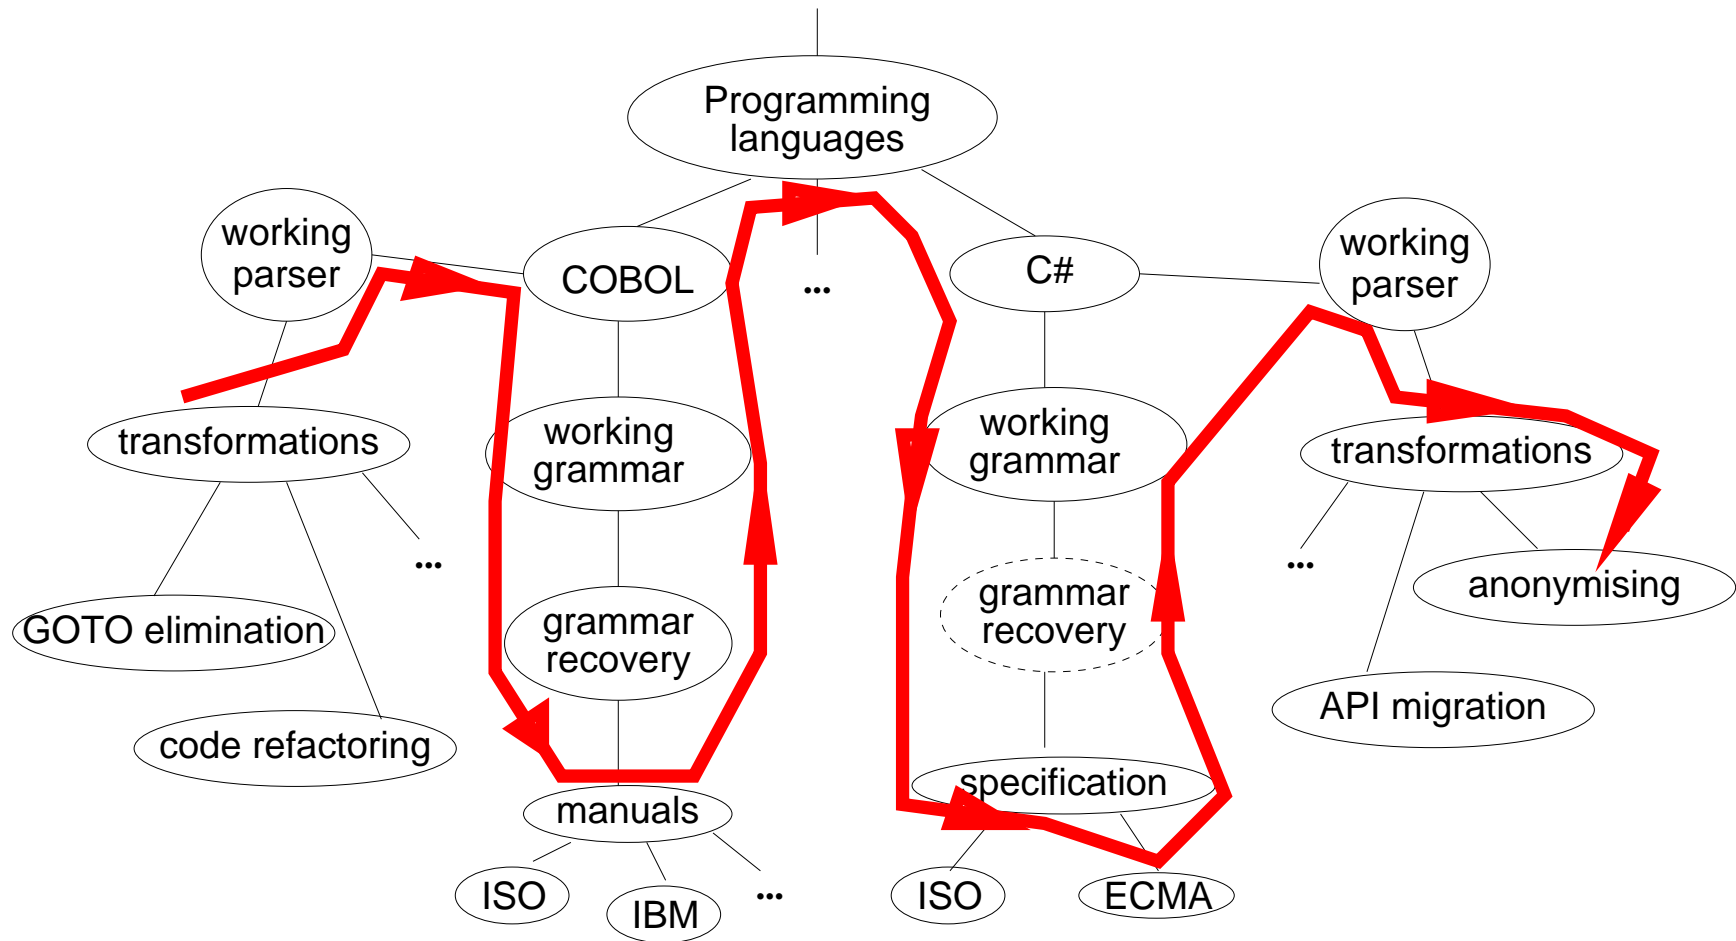 Programming
languages
working
parser
COBOL
...
C#
working
parser
transformations
working
grammar
working
grammar
transformations
...
...
GOTO elimination
grammar
recovery
grammar
recovery
anonymising
code refactoring
API migration
manuals
specification
ISO
IBM
...
ISO
ECMA